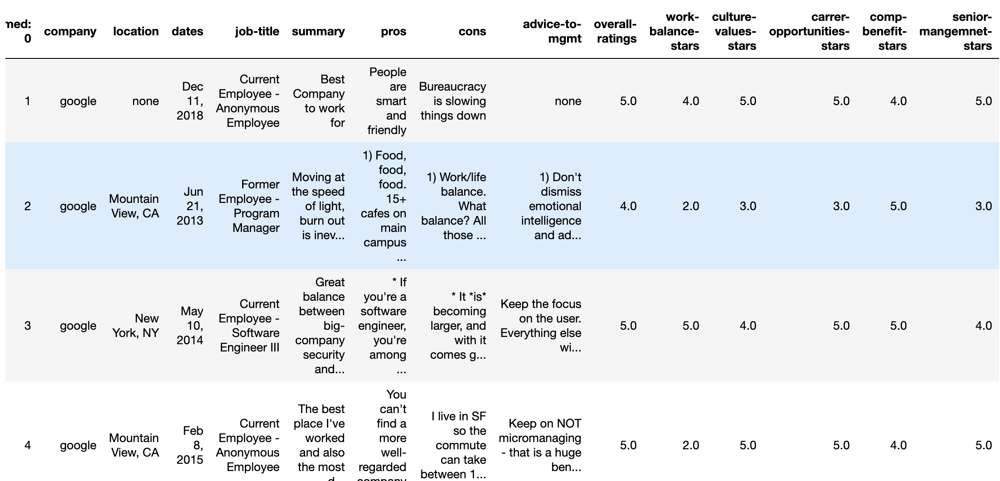 med: 0 company location dates job-title summary pros cons advice-to-mgmt overall-ratings work-balance-stars culture-values-stars carrer-opportunities-stars comp-benefit-stars senior-mangemnet-stars
1 google none Dec 11, 2018 Current Employee - Anonymous Employee Best Company to work for People are smart and friendly Bureaucracy is slowing things down none 5.0 4.0 5.0 5.0 4.0 5.0
2 google Mountain View, CA Jun 21, 2013 Former Employee - Program Manager Moving at the speed of light, burn out is inev... 1) Food, food, food. 15+ cafes on main campus ... 1) Work/life balance. What balance? All those ... 1) Don't dismiss emotional intelligence and ad... 4.0 2.0 3.0 3.0 5.0 3.0
3 google New York, NY May 10, 2014 Current Employee - Software Engineer III Great balance between big-company security and... * If you're a software engineer, you're among ... * It *is* becoming larger, and with it comes g... Keep the focus on the user. Everything else wi... 5.0 5.0 4.0 5.0 5.0 4.0
4 google Mountain View, CA Feb 8, 2015 Current Employee - Anonymous Employee The best place I've worked and also the most d... You can't find a more well-regarded company I live in SF so the commute can take between 1... Keep on NOT micromanaging - that is a huge ben... 5.0 2.0 5.0 5.0 4.0 5.0